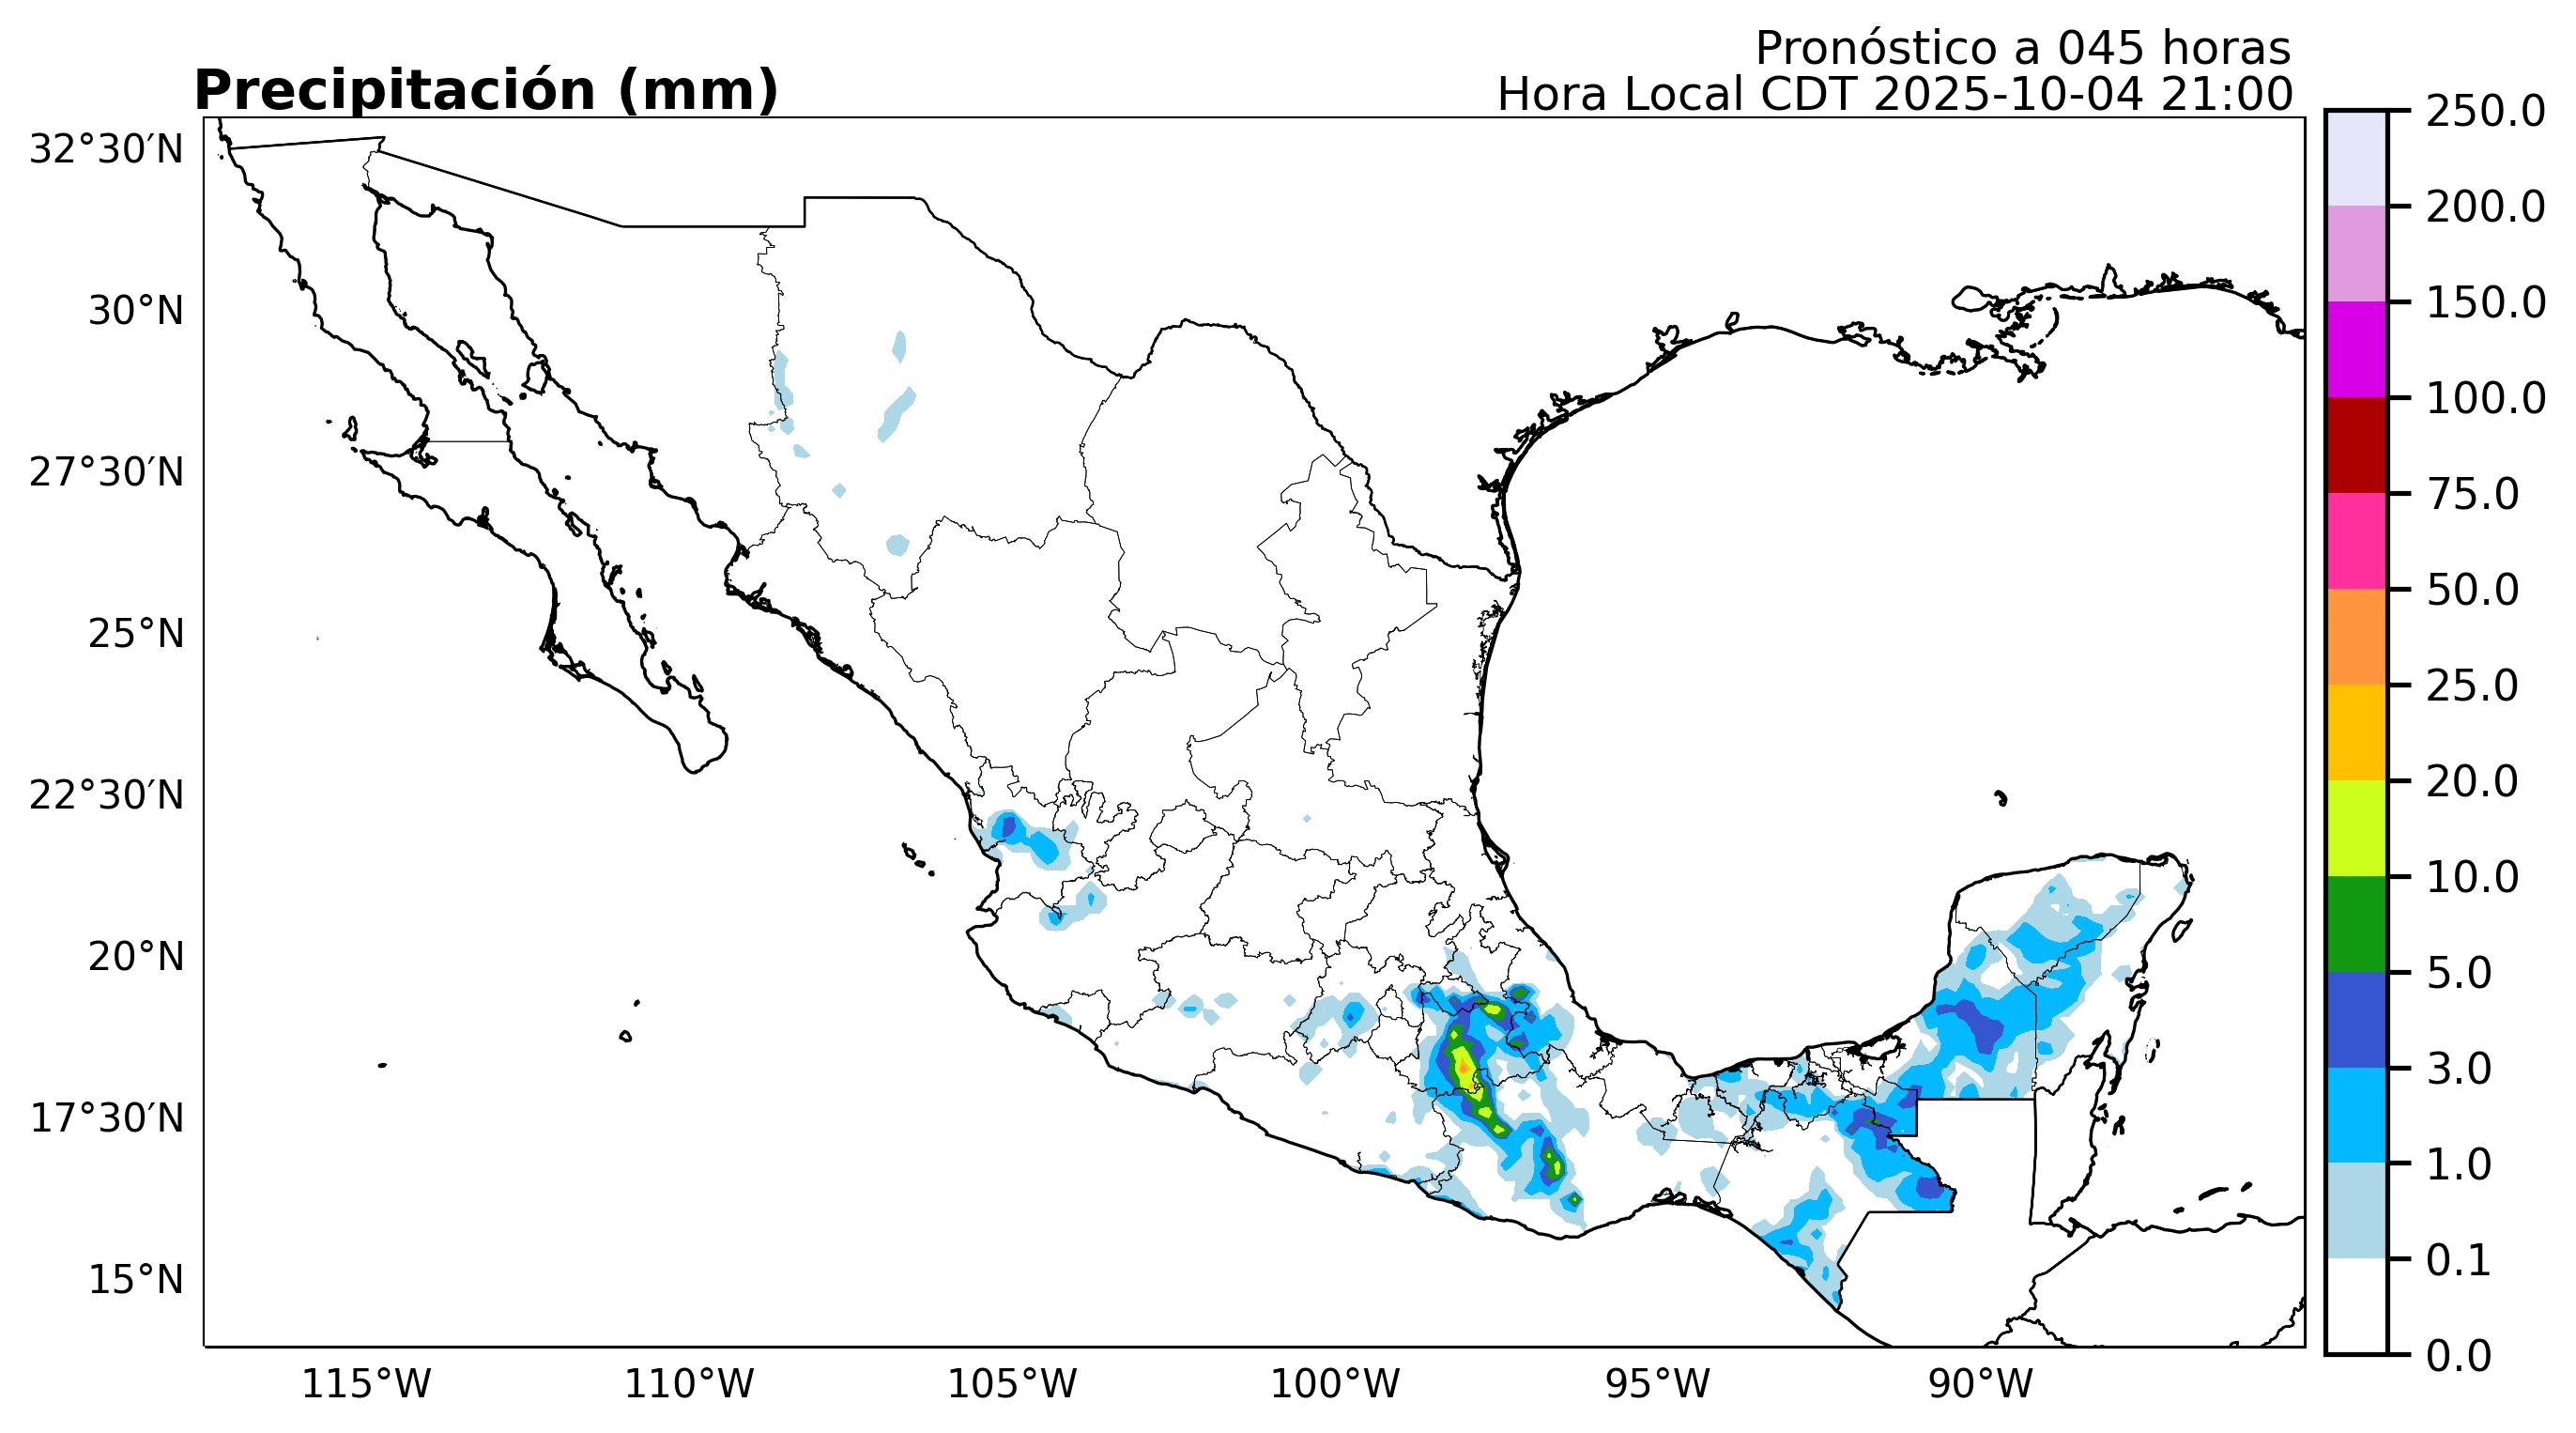 Pronóstico a 045 horas
Precipitación (mm)
Hora Local CDT 2025-10-04 21:00
32°30′N
30°N
27°30′N
25°N
22°30′N
20°N
17°30′N
15°N
115°W
110°W
105°W
100°W
95°W
90°W
250.0
200.0
150.0
100.0
75.0
50.0
25.0
20.0
10.0
5.0
3.0
1.0
0.1
0.0